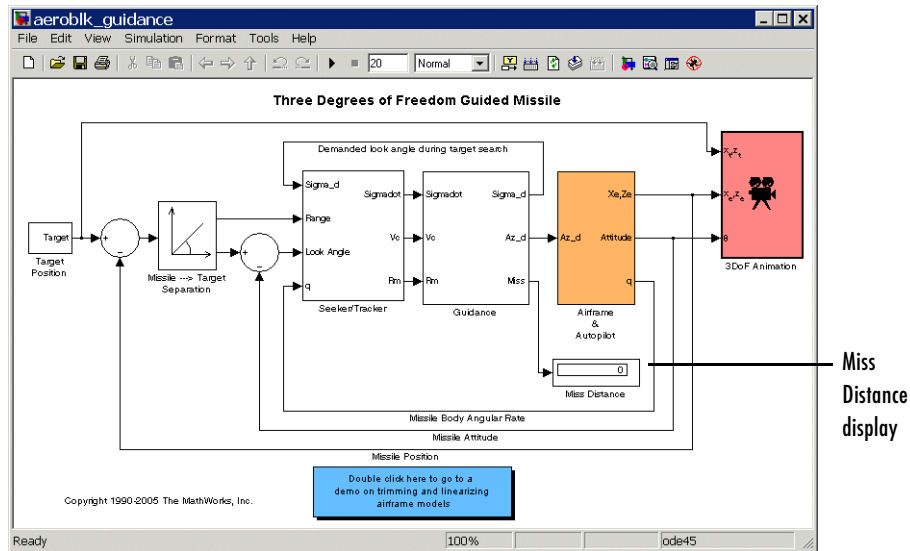 aeroblk_guidance
File Edit View Simulation Format Tools Help
20 Normal
Three Degrees of Freedom Guided Missile
Demanded look angle during target search
Sigma_d
Sigmadot
Sigmadot
Sigma_d
Xe,Ze
Range
Target
Vc
Vc
Az_d
Az_d
Attitude
Look Angle
Target
Position
Missile ---> Target
Separation
q
Rm
Rm
Miss
q
Seeker/Tracker
Guidance
Airframe
&
Autopilot
x_t,z_t
x_e,z_e
θ
3DoF Animation
0
Miss Distance
Miss
Distance
display
Missile Body Angular Rate
Missile Attitude
Missile Position
Double click here to go to a
demo on trimming and linearizing
airframe models
Copyright 1990-2005 The MathWorks, Inc.
Ready 100% ode45